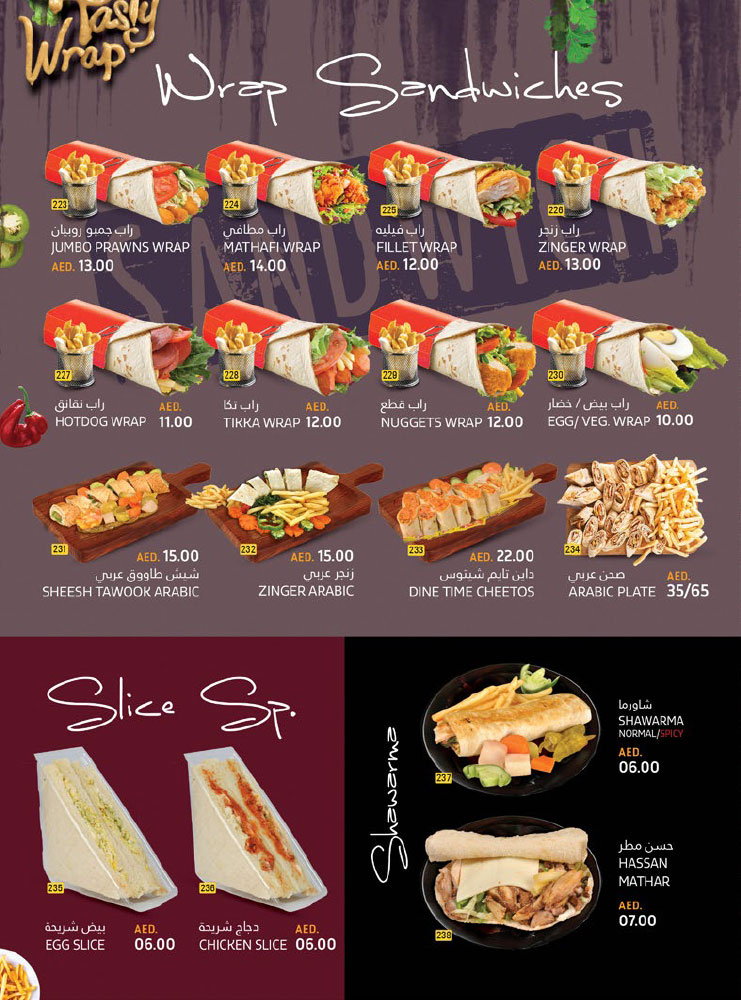 Tasty
Wrap
Wrap Sandwiches
SANDWICH
223
راب جمبو روبيان
JUMBO PRAWNS WRAP
AED. 13.00
224
راب مطافي
MATHAFI WRAP
AED. 14.00
225
راب فيليه
FILLET WRAP
AED. 12.00
226
راب زنجر
ZINGER WRAP
AED. 13.00
227
راب نقانق
HOTDOG WRAP
AED.
11.00
228
راب تكا
TIKKA WRAP
AED.
12.00
229
راب قطع
NUGGETS WRAP
AED.
12.00
230
راب بيض / خضار
EGG/ VEG. WRAP
AED.
10.00
231
AED. 15.00
شيش طاووق عربي
SHEESH TAWOOK ARABIC
232
AED. 15.00
زنجر عربي
ZINGER ARABIC
233
AED. 22.00
داين تايم شيتوس
DINE TIME CHEETOS
234
صحن عربي
ARABIC PLATE
AED.
35/65
Slice Sp.
235
بيض شريحة
EGG SLICE
AED.
06.00
236
دجاج شريحة
CHICKEN SLICE
AED.
06.00
Shawarma
237
شاورما
SHAWARMA
NORMAL/SPICY
AED.
06.00
238
حسن مطر
HASSAN
MATHAR
AED.
07.00